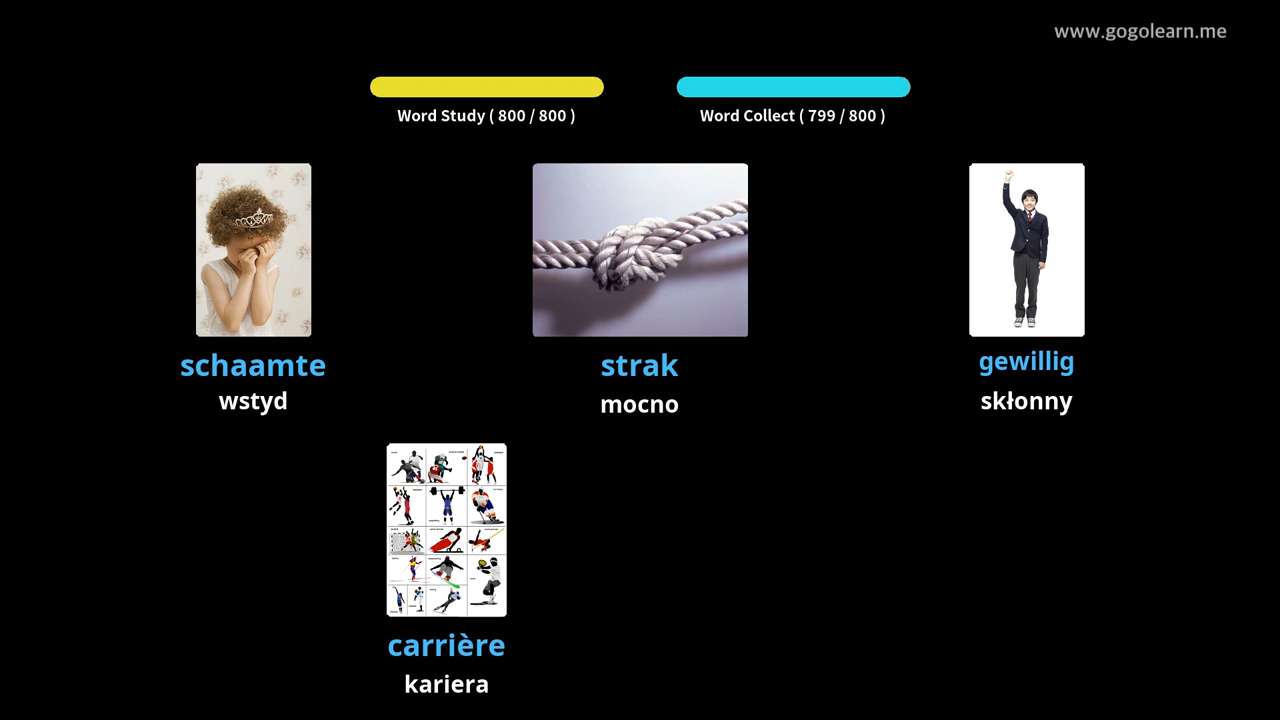 www.gogolearn.me
Word Study ( 800 / 800 )
Word Collect ( 799 / 800 )
schaamte
wstyd
strak
mocno
gewillig
skłonny
carrière
kariera